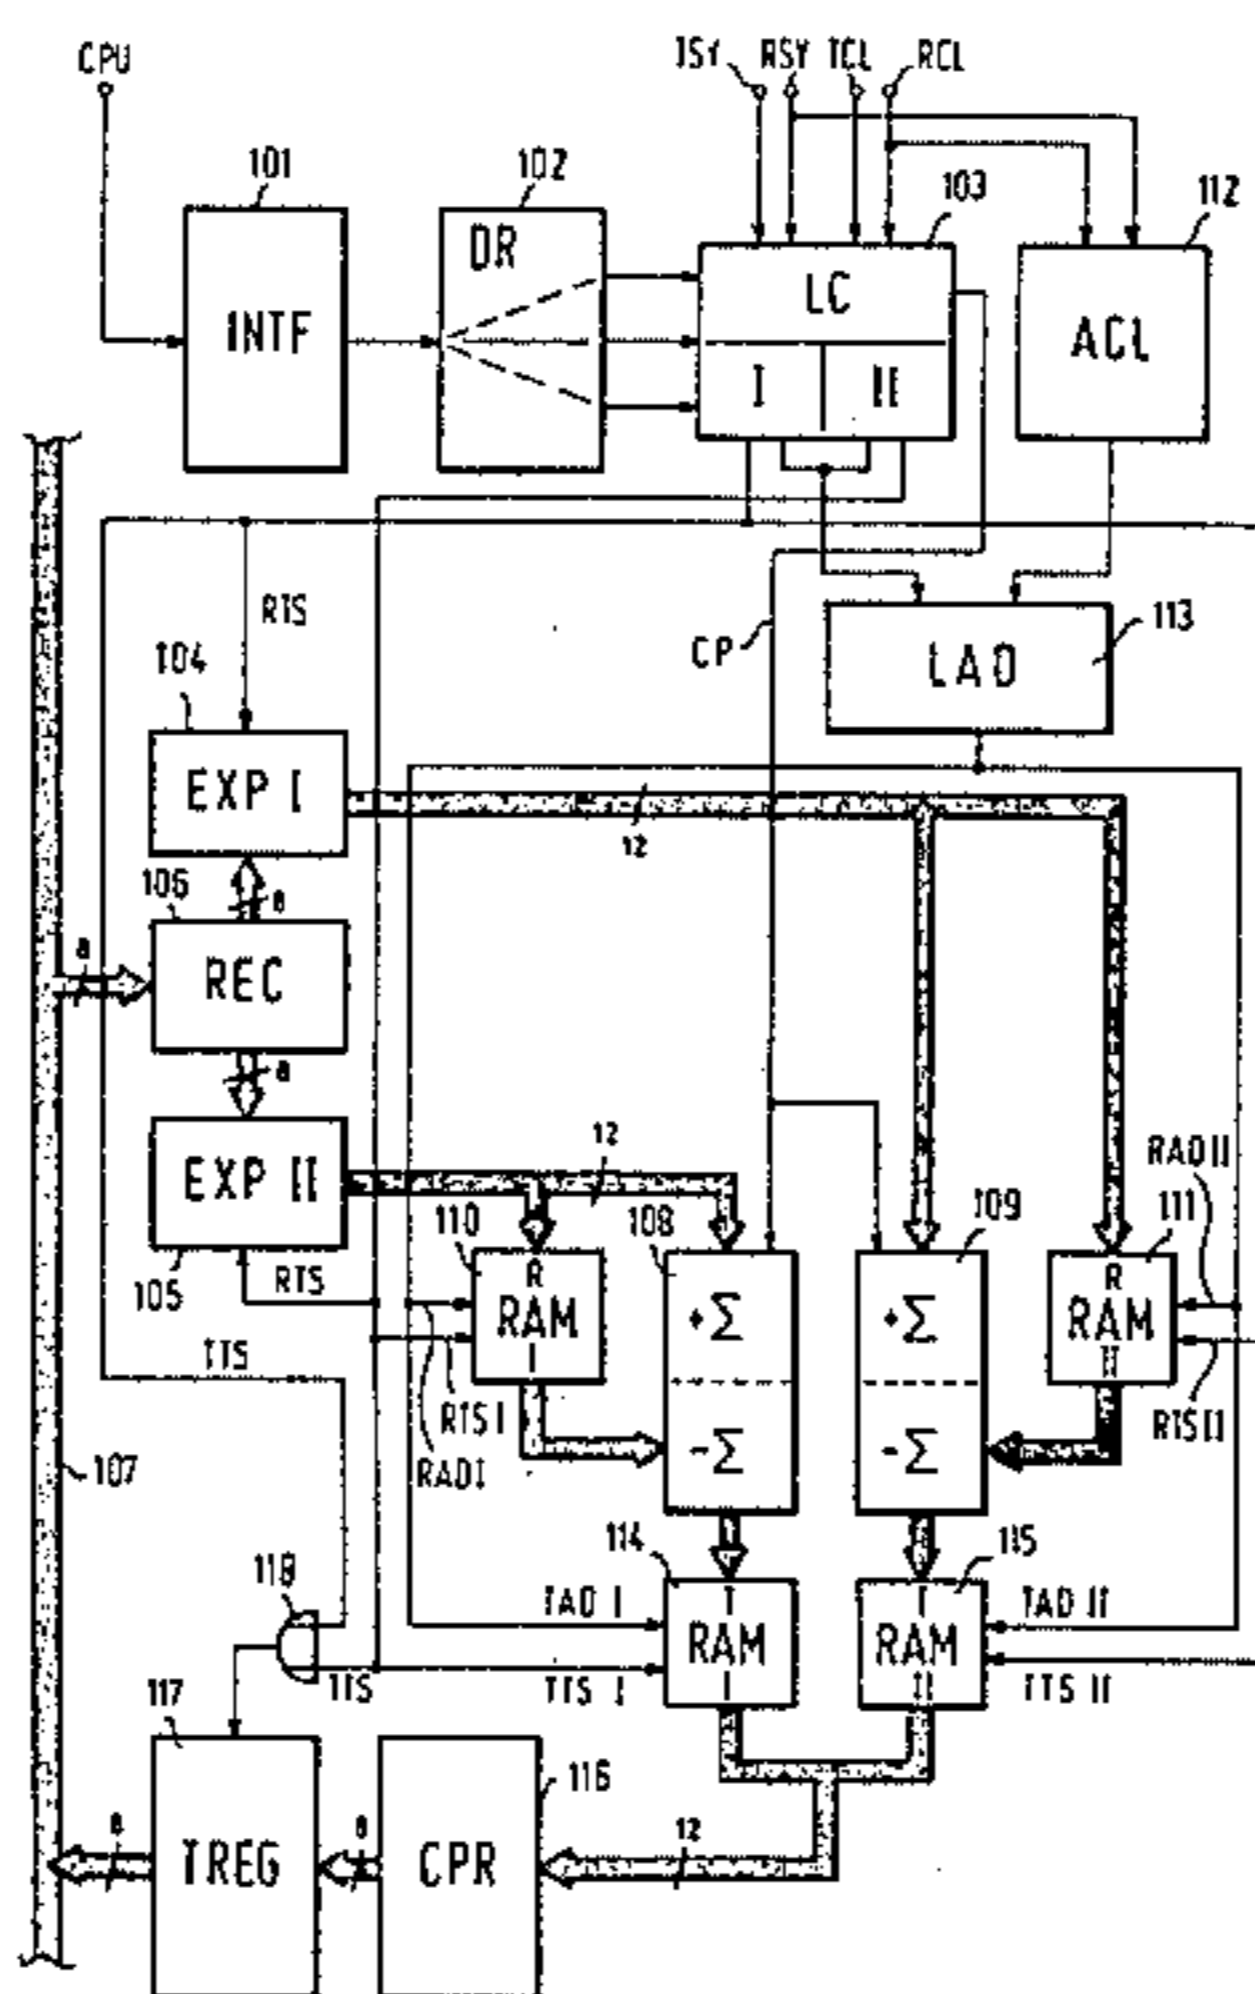 CPU
TSY RSY TCL RCL
101
102
103
112
DR
LC
INTF
ACL
I
II
RTS
CP
113
LAD
104
EXP I
12
106
8
8
REC
8
12
RAD II
EXP II
110
108
109
111
105
RTS
R
RAM
I
+Σ
+Σ
R
RAM
II
TTS
RTS I
RAD I
-Σ
-Σ
RTS II
107
114
115
118
TAD I
T
RAM
I
T
RAM
II
TAD II
TTS
TTS I
TTS II
117
116
8
8
12
TREG
CPR